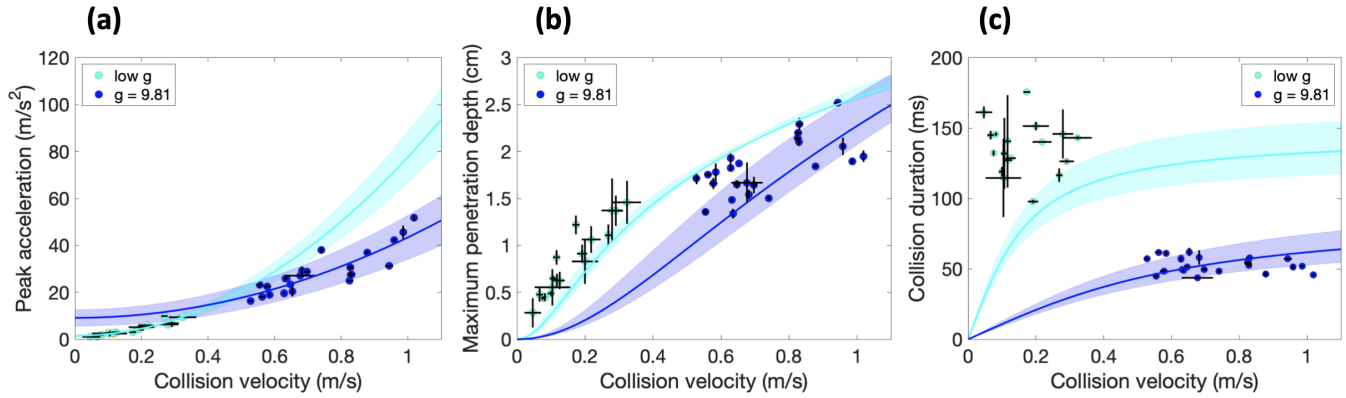 (a)
Peak acceleration (m/s²)
120
100
80
60
40
20
0
low g
g = 9.81
0
0.2
0.4
0.6
0.8
1
Collision velocity (m/s)
(b)
Maximum penetration depth (cm)
3
2.5
2
1.5
1
0.5
0
low g
g = 9.81
0
0.2
0.4
0.6
0.8
1
Collision velocity (m/s)
(c)
Collision duration (ms)
200
150
100
50
0
low g
g = 9.81
0
0.2
0.4
0.6
0.8
1
Collision velocity (m/s)